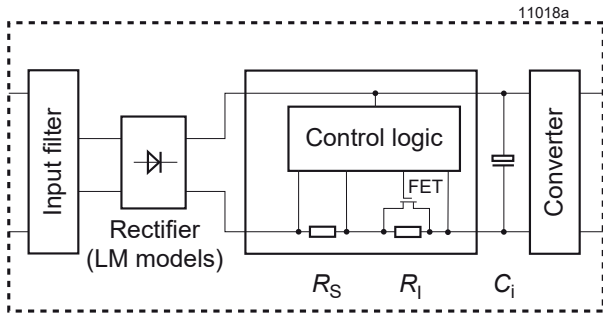 11018a
Input filter
Rectifier
(LM models)
Control logic
FET
Converter
RS
RI
Ci